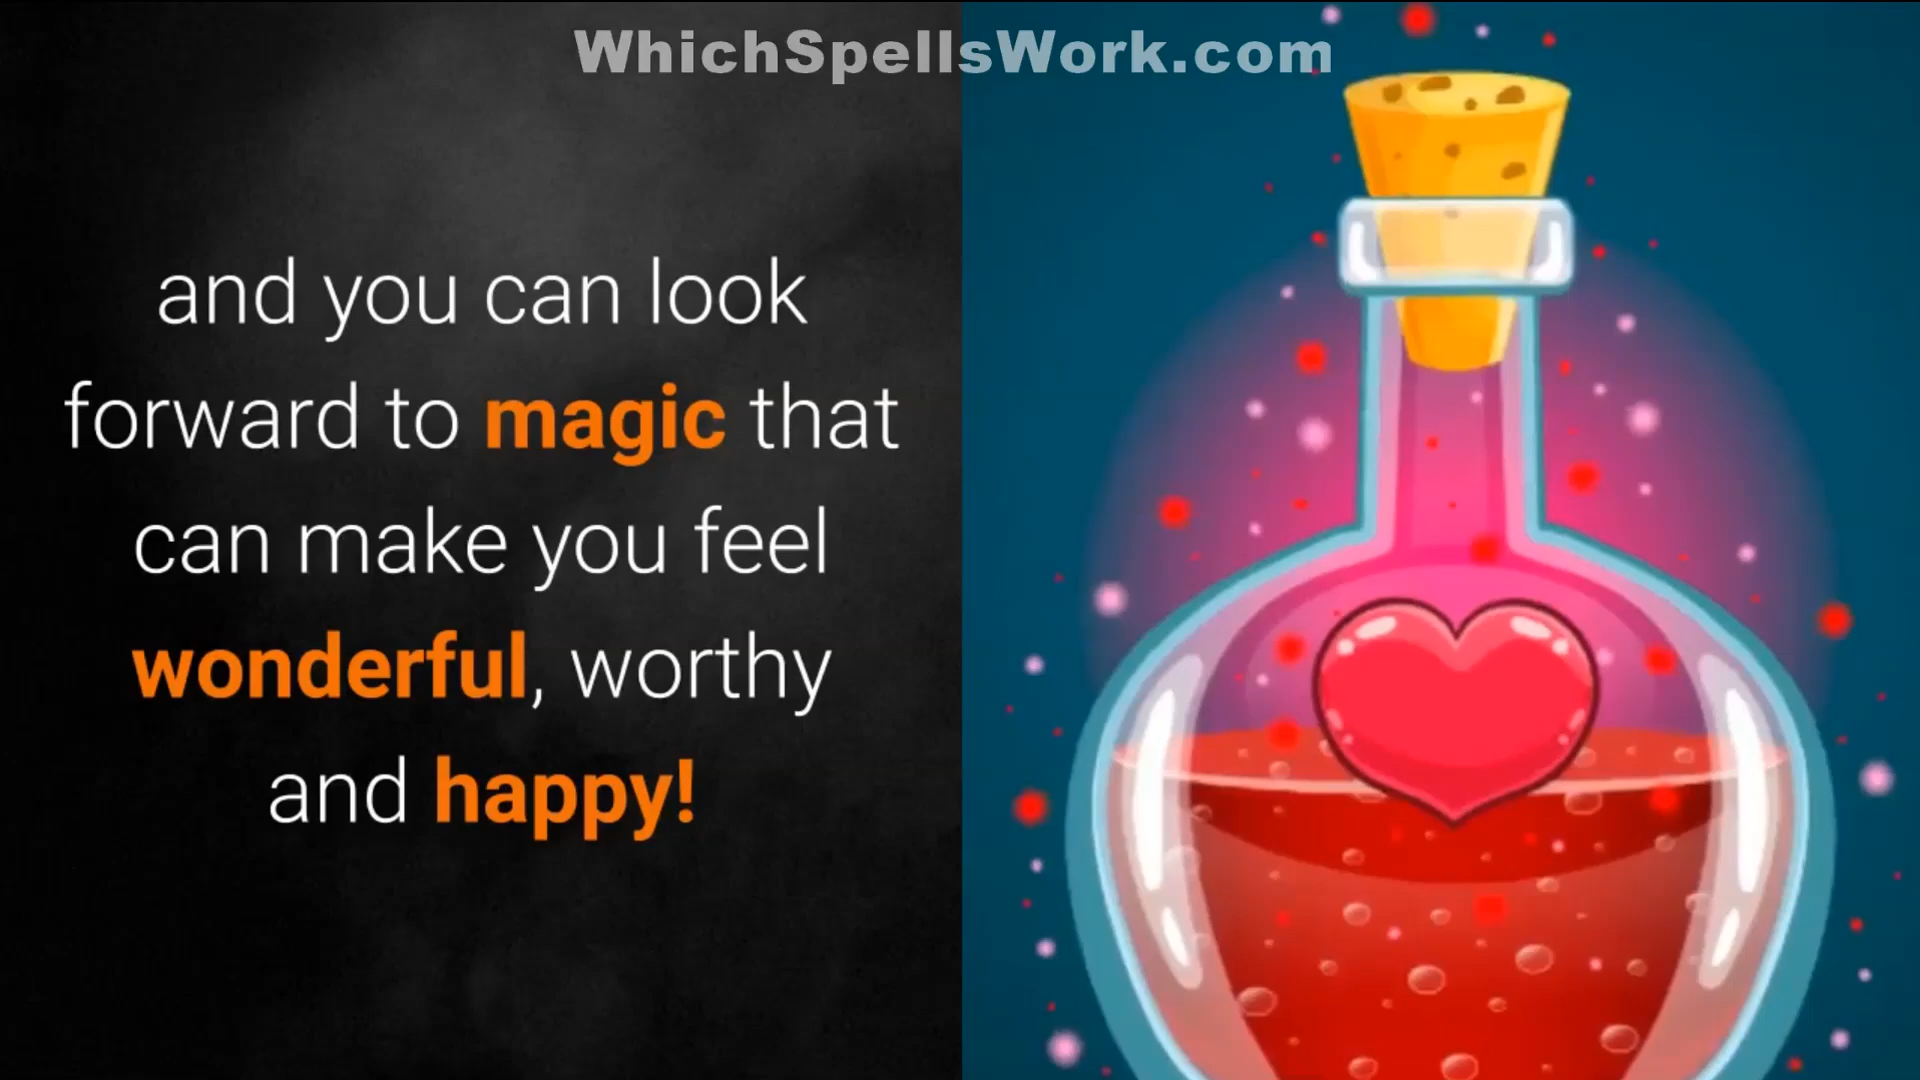 WhichSpellsWork.com
and you can look
forward to magic that
can make you feel
wonderful, worthy
and happy!